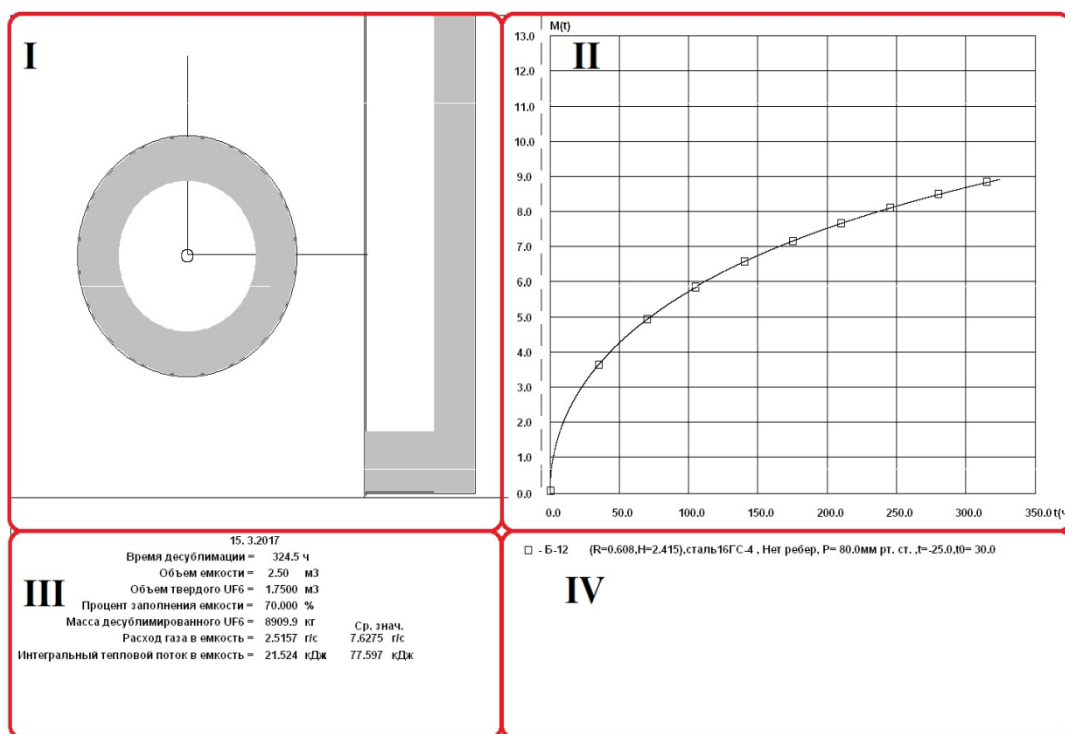 I
II
M(t)
13.0
12.0
11.0
10.0
9.0
8.0
7.0
6.0
5.0
4.0
3.0
2.0
1.0
0.0
0.0 50.0 100.0 150.0 200.0 250.0 300.0 350.0 t(ч
III
15. 3.2017
Время десублимации = 324.5 ч
Объем емкости = 2.50 м3
Объем твердого UF6 = 1.7500 м3
Процент заполнения емкости = 70.000 %
Масса десублимированного UF6 = 8909.9 кг
Ср. знач.
Расход газа в емкость = 2.5157 г/с 7.6275 г/с
Интегральный тепловой поток в емкость = 21.524 кДж 77.597 кДж
- Б-12 (R=0.608,H=2.415),сталь16ГС-4 , Нет ребер, P= 80.0мм рт. ст. ,t=-25.0,t0= 30.0
IV